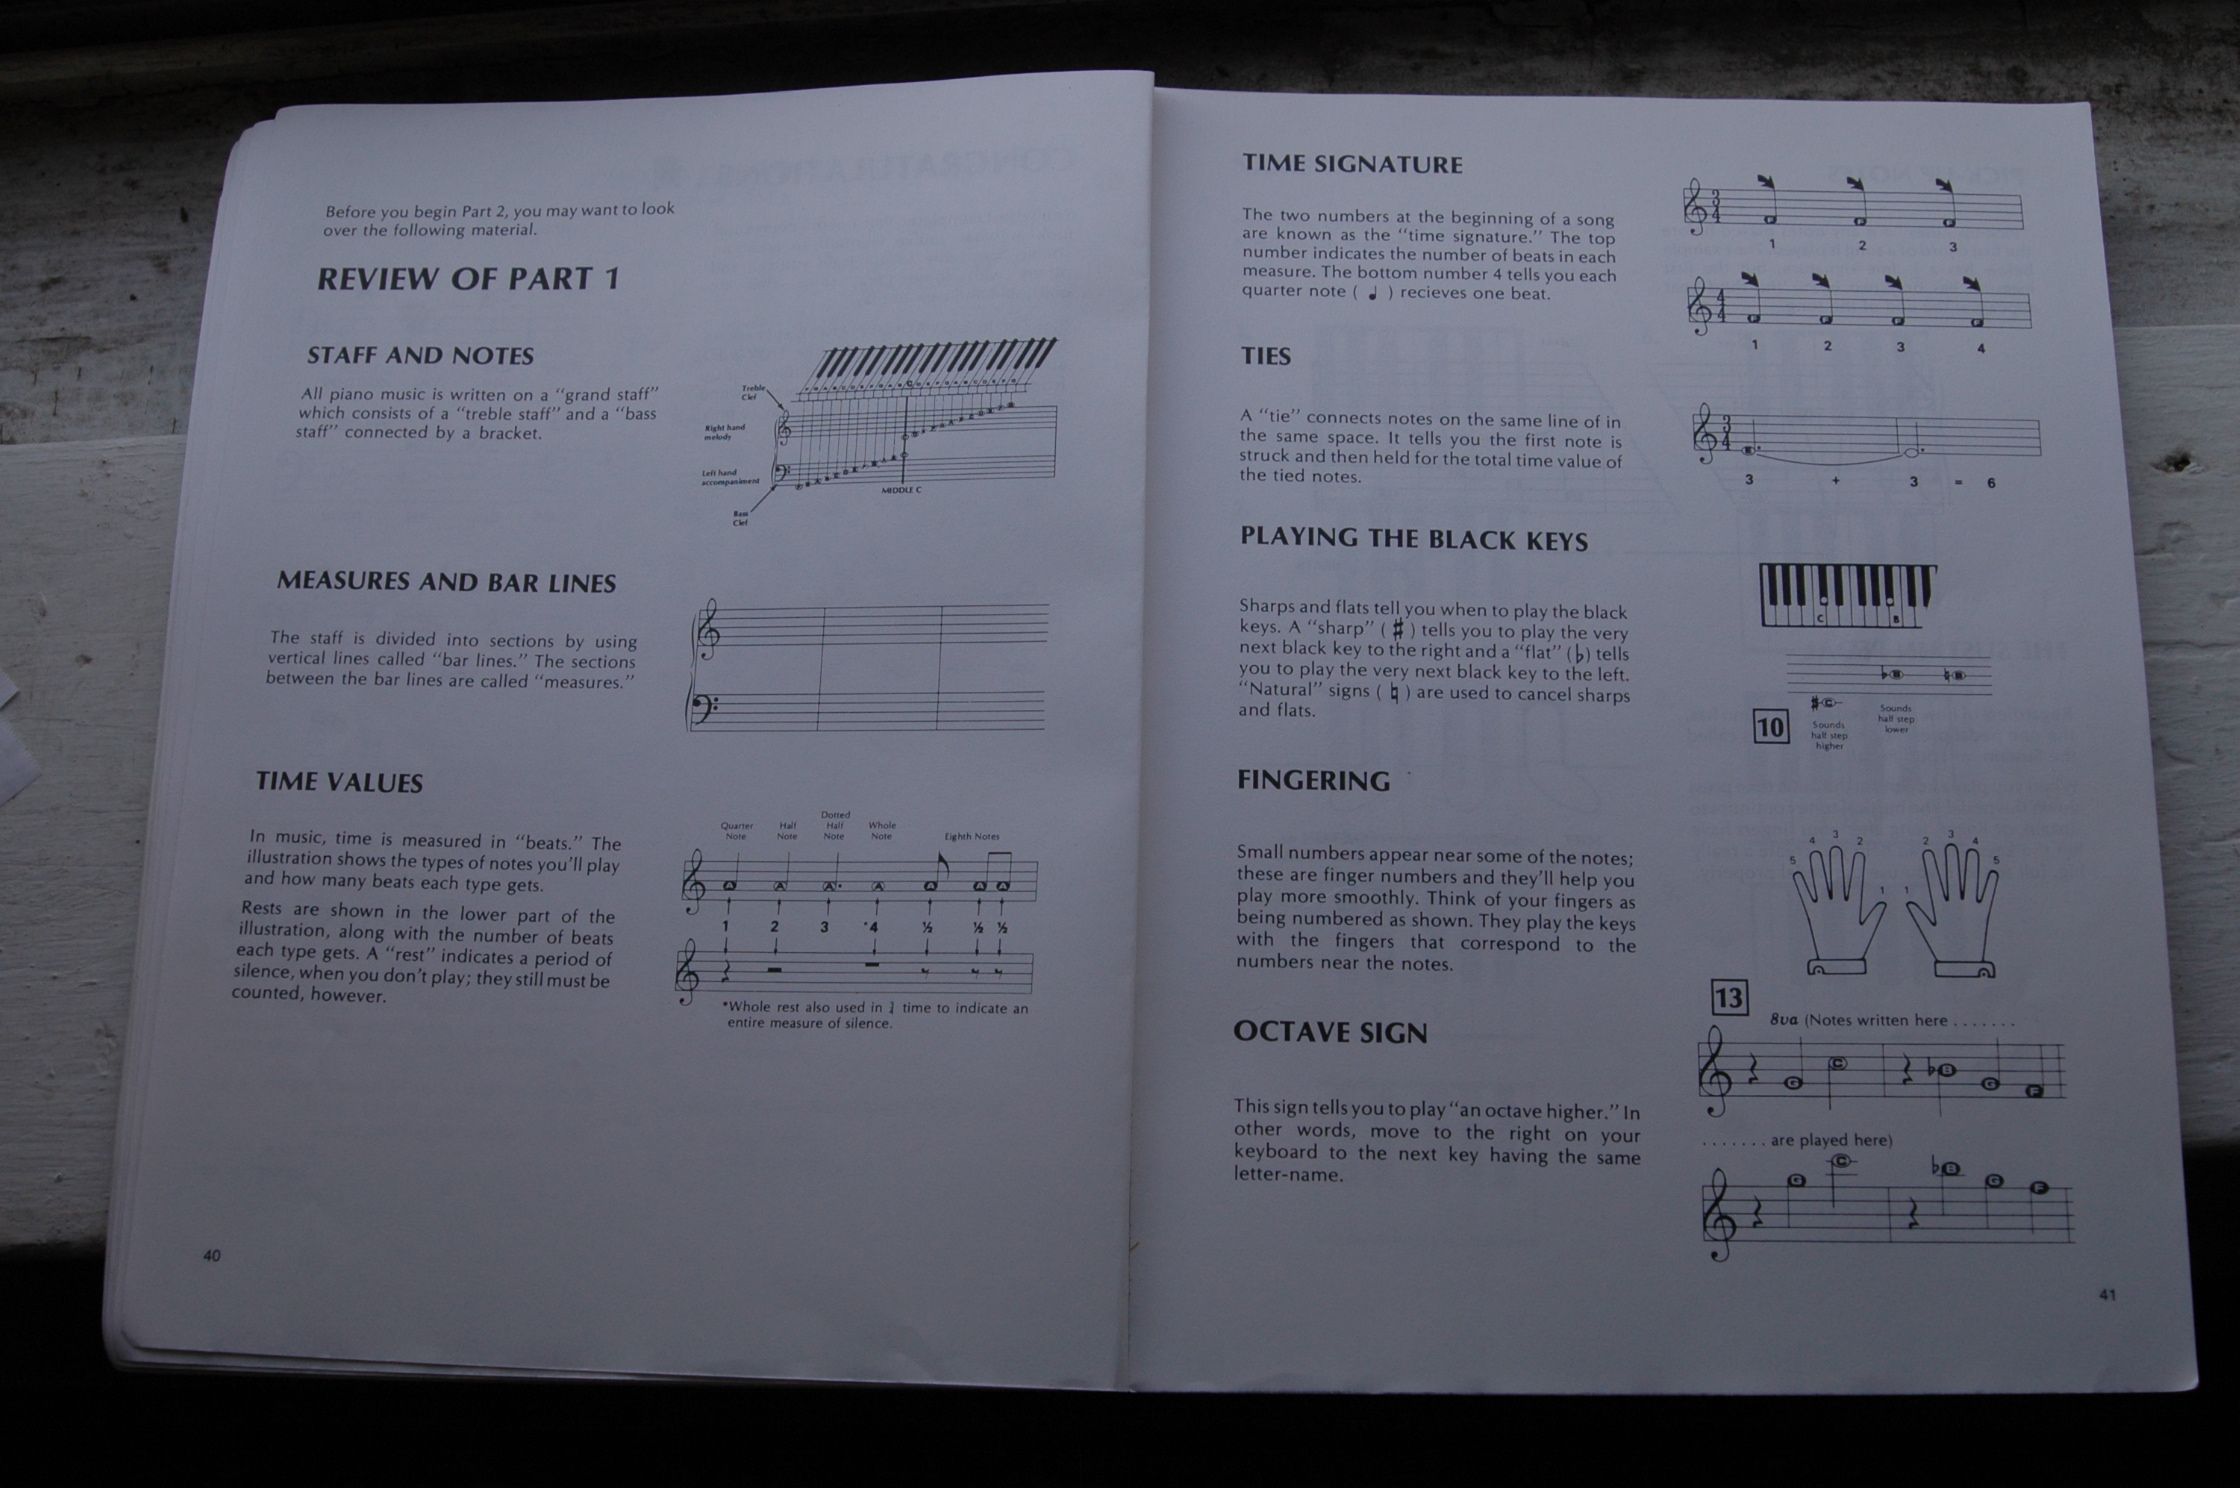 Before you begin Part 2, you may want to look
over the following material.
REVIEW OF PART 1
STAFF AND NOTES
All piano music is written on a "grand staff"
which consists of a "treble staff" and a "bass
staff" connected by a bracket.
Treble
Clef
Right hand
melody
Left hand
accompaniment
Bass
Clef
MIDDLE C
MEASURES AND BAR LINES
The staff is divided into sections by using
vertical lines called "bar lines." The sections
between the bar lines are called "measures."
TIME VALUES
In music, time is measured in "beats." The
illustration shows the types of notes you'll play
and how many beats each type gets.
Rests are shown in the lower part of the
illustration, along with the number of beats
each type gets. A "rest" indicates a period of
silence, when you don't play; they still must be
counted, however.
Quarter
Note
Half
Note
Dotted
Half
Note
Whole
Note
Eighth Notes
A A A A A A A
1 2 3 *4 ½ ½ ½
*Whole rest also used in time to indicate an
entire measure of silence.
40
TIME SIGNATURE
The two numbers at the beginning of a song
are known as the "time signature." The top
number indicates the number of beats in each
measure. The bottom number 4 tells you each
quarter note ( ♩ ) recieves one beat.
3
4
1 2 3
4
4
1 2 3 4
TIES
A "tie" connects notes on the same line of in
the same space. It tells you the first note is
struck and then held for the total time value of
the tied notes.
3
4
3 + 3 = 6
PLAYING THE BLACK KEYS
Sharps and flats tell you when to play the black
keys. A "sharp" ( ♯ ) tells you to play the very
next black key to the right and a "flat" (♭) tells
you to play the very next black key to the left.
"Natural" signs ( ♮ ) are used to cancel sharps
and flats.
C B
♭B ♮B
♯C
10
Sounds
half step
higher
Sounds
half step
lower
FINGERING
Small numbers appear near some of the notes;
these are finger numbers and they'll help you
play more smoothly. Think of your fingers as
being numbered as shown. They play the keys
with the fingers that correspond to the
numbers near the notes.
5 4 3 2 1 1 2 3 4 5
OCTAVE SIGN
This sign tells you to play "an octave higher." In
other words, move to the right on your
keyboard to the next key having the same
letter-name.
13
8va (Notes written here . . . . . . .
G C ♭B G F
. . . . . . . are played here)
G C ♭B G F
41